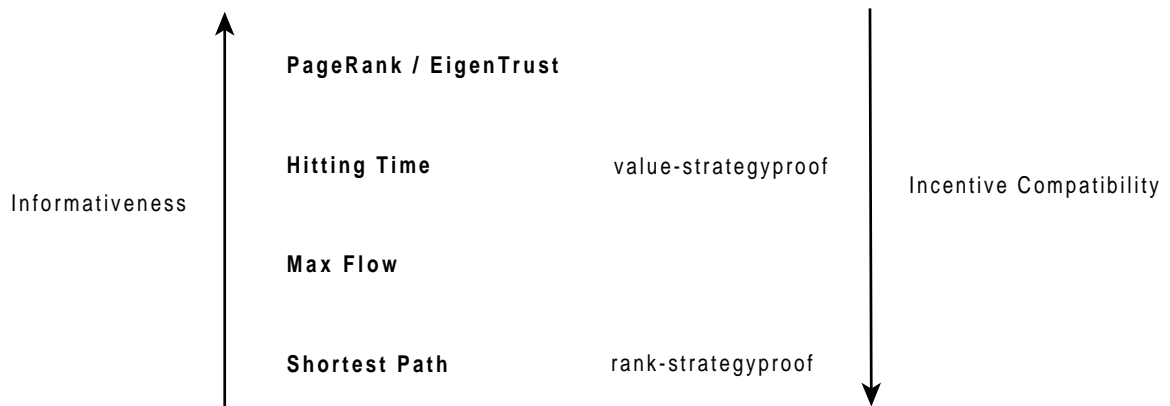 PageRank / EigenTrust
Hitting Time
value-strategyproof
Informativeness
Incentive Compatibility
Max Flow
Shortest Path
rank-strategyproof